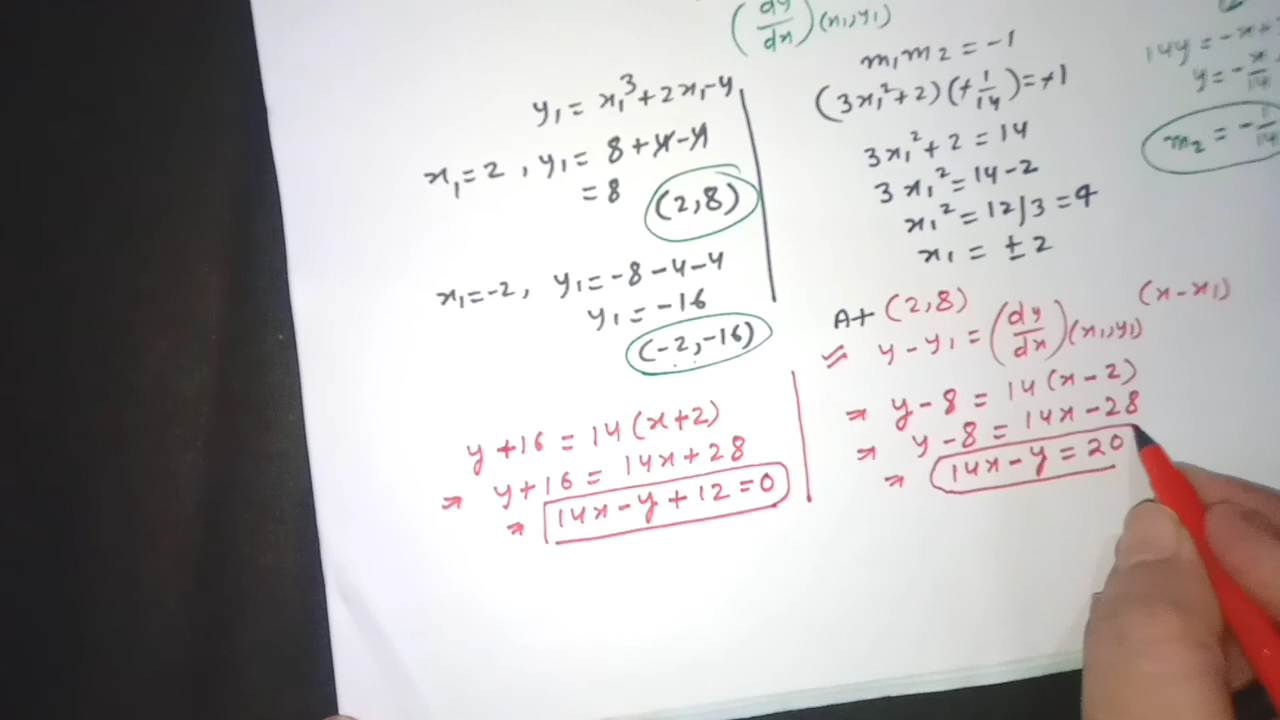 (dy/dx)(x₁,y₁)
y₁ = x₁³+2x₁-4
x₁=2, y₁= 8+4-4
= 8 (2,8)
x₁=-2, y₁=-8-4-4
y₁ = -16
(-2,-16)
m₁m₂ = -1
(3x₁²+2)(+1/14)=+1
3x₁²+2=14
3x₁²=14-2
x₁²=12/3=4
x₁ = ±2
14y = -x+
y=-x/14
m₂ = -1/14
At (2,8)
⇒ y-y₁=(dy/dx)(x₁,y₁) (x-x₁)
⇒ y-8 = 14(x-2)
⇒ y-8 = 14x-28
⇒ 14x-y=20
y+16 = 14(x+2)
⇒ y+16 = 14x+28
⇒ 14x-y+12=0